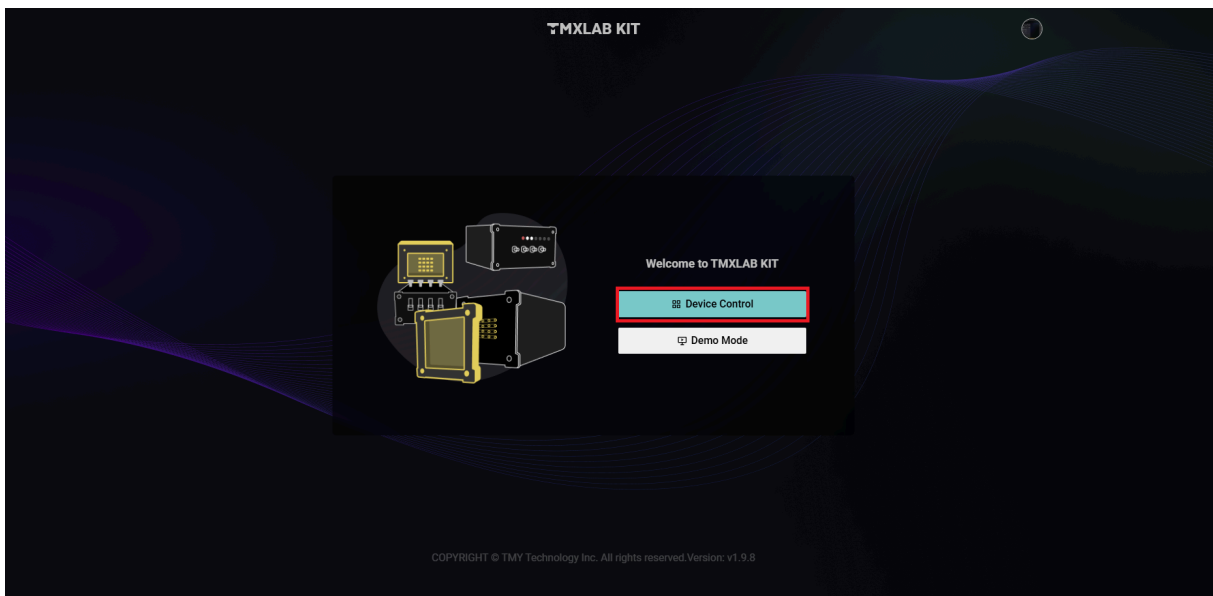 TMXLAB KIT
Welcome to TMXLAB KIT
Device Control
Demo Mode
COPYRIGHT © TMY Technology Inc. All rights reserved.Version: v1.9.8